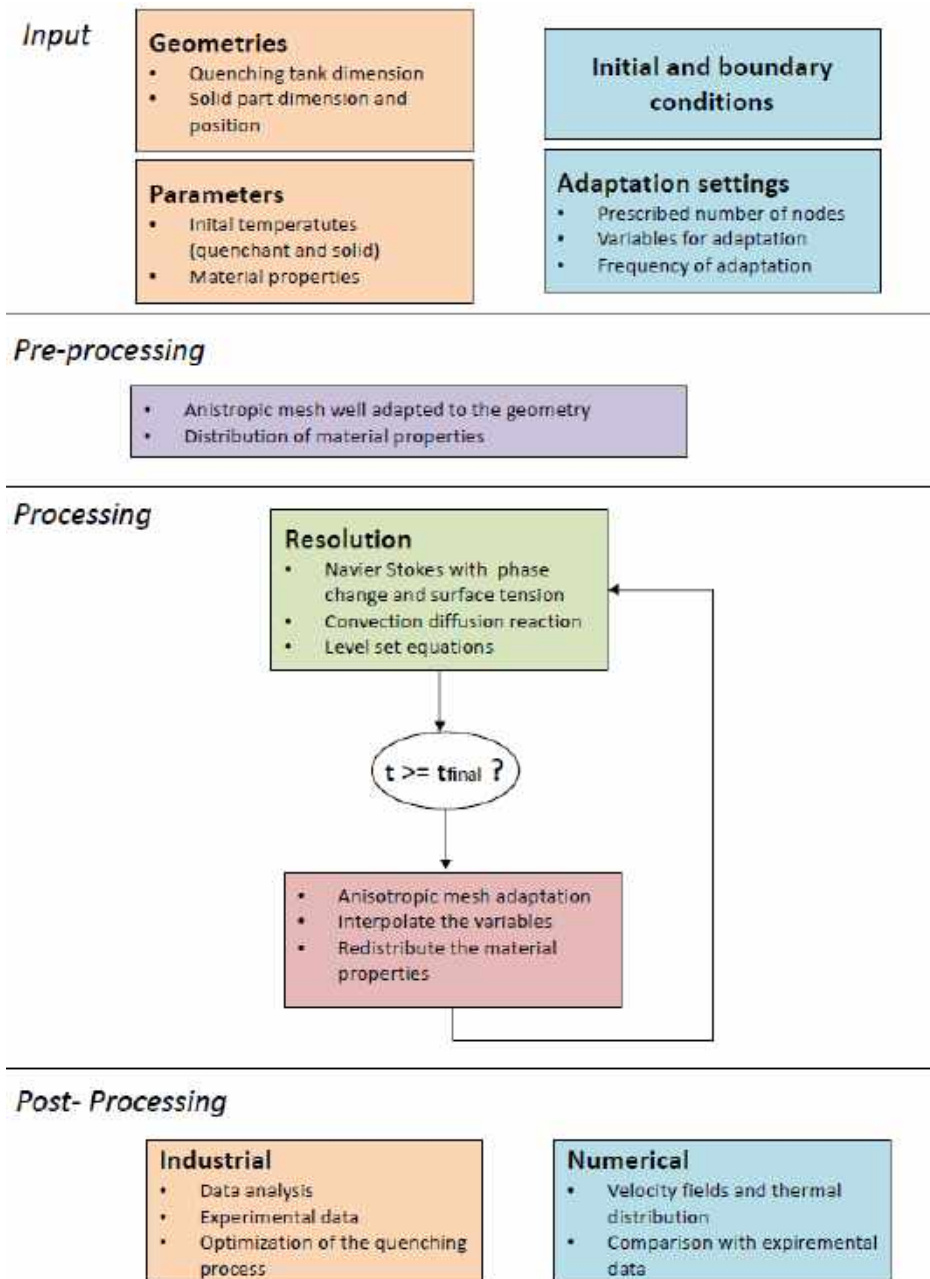 Input
Geometries
• Quenching tank dimension
• Solid part dimension and
position
Initial and boundary
conditions
Parameters
• Inital temperatutes
(quenchant and solid)
• Material properties
Adaptation settings
• Prescribed number of nodes
• Variables for adaptation
• Frequency of adaptation
Pre-processing
• Anistropic mesh well adapted to the geometry
• Distribution of material properties
Processing
Resolution
• Navier Stokes with phase
change and surface tension
• Convection diffusion reaction
• Level set equations
t >= tfinal ?
• Anisotropic mesh adaptation
• Interpolate the variables
• Redistribute the material
properties
Post- Processing
Industrial
• Data analysis
• Experimental data
• Optimization of the quenching
process
Numerical
• Velocity fields and thermal
distribution
• Comparison with expiremental
data